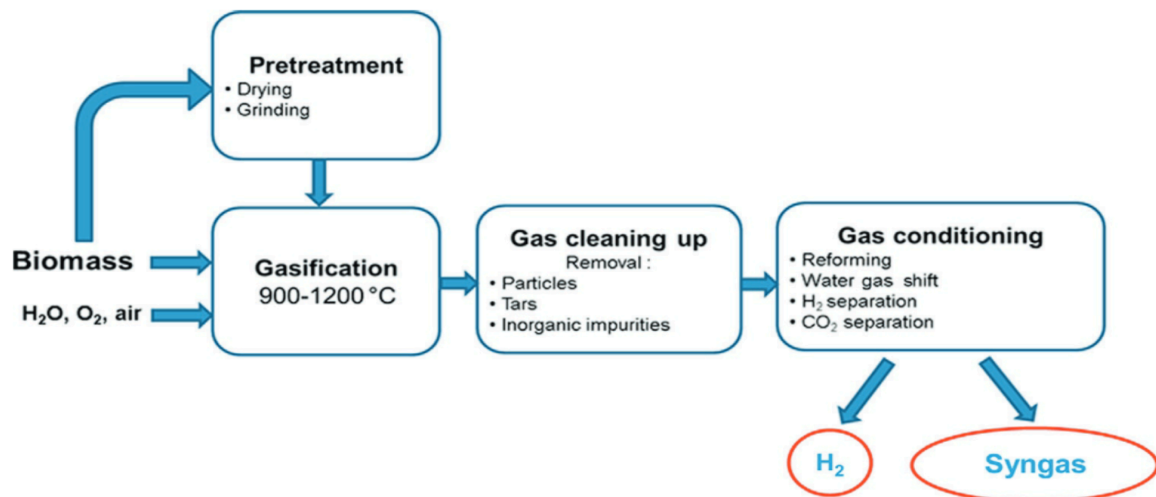 Pretreatment
• Drying
• Grinding
Biomass
H₂O, O₂, air
Gasification
900-1200 °C
Gas cleaning up
Removal :
• Particles
• Tars
• Inorganic impurities
Gas conditioning
• Reforming
• Water gas shift
• H₂ separation
• CO₂ separation
H₂
Syngas